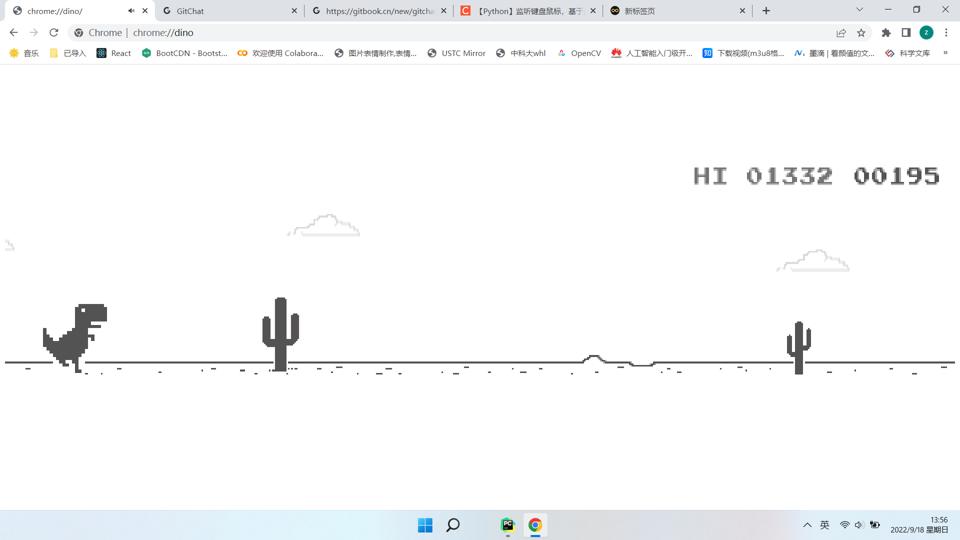 chrome://dino/
GitChat
https://gitbook.cn/new/gitcha
【Python】监听键盘鼠标，基于
新标签页
Chrome | chrome://dino
音乐
已导入
React
BootCDN - Bootst...
欢迎使用 Colabora...
图片表情制作,表情...
USTC Mirror
中科大whl
OpenCV
人工智能入门极开...
下载视频(m3u8格...
墨滴 | 看颜值的文...
科学文库
»
HI 01332 00195
英
13:56
2022/9/18 星期日